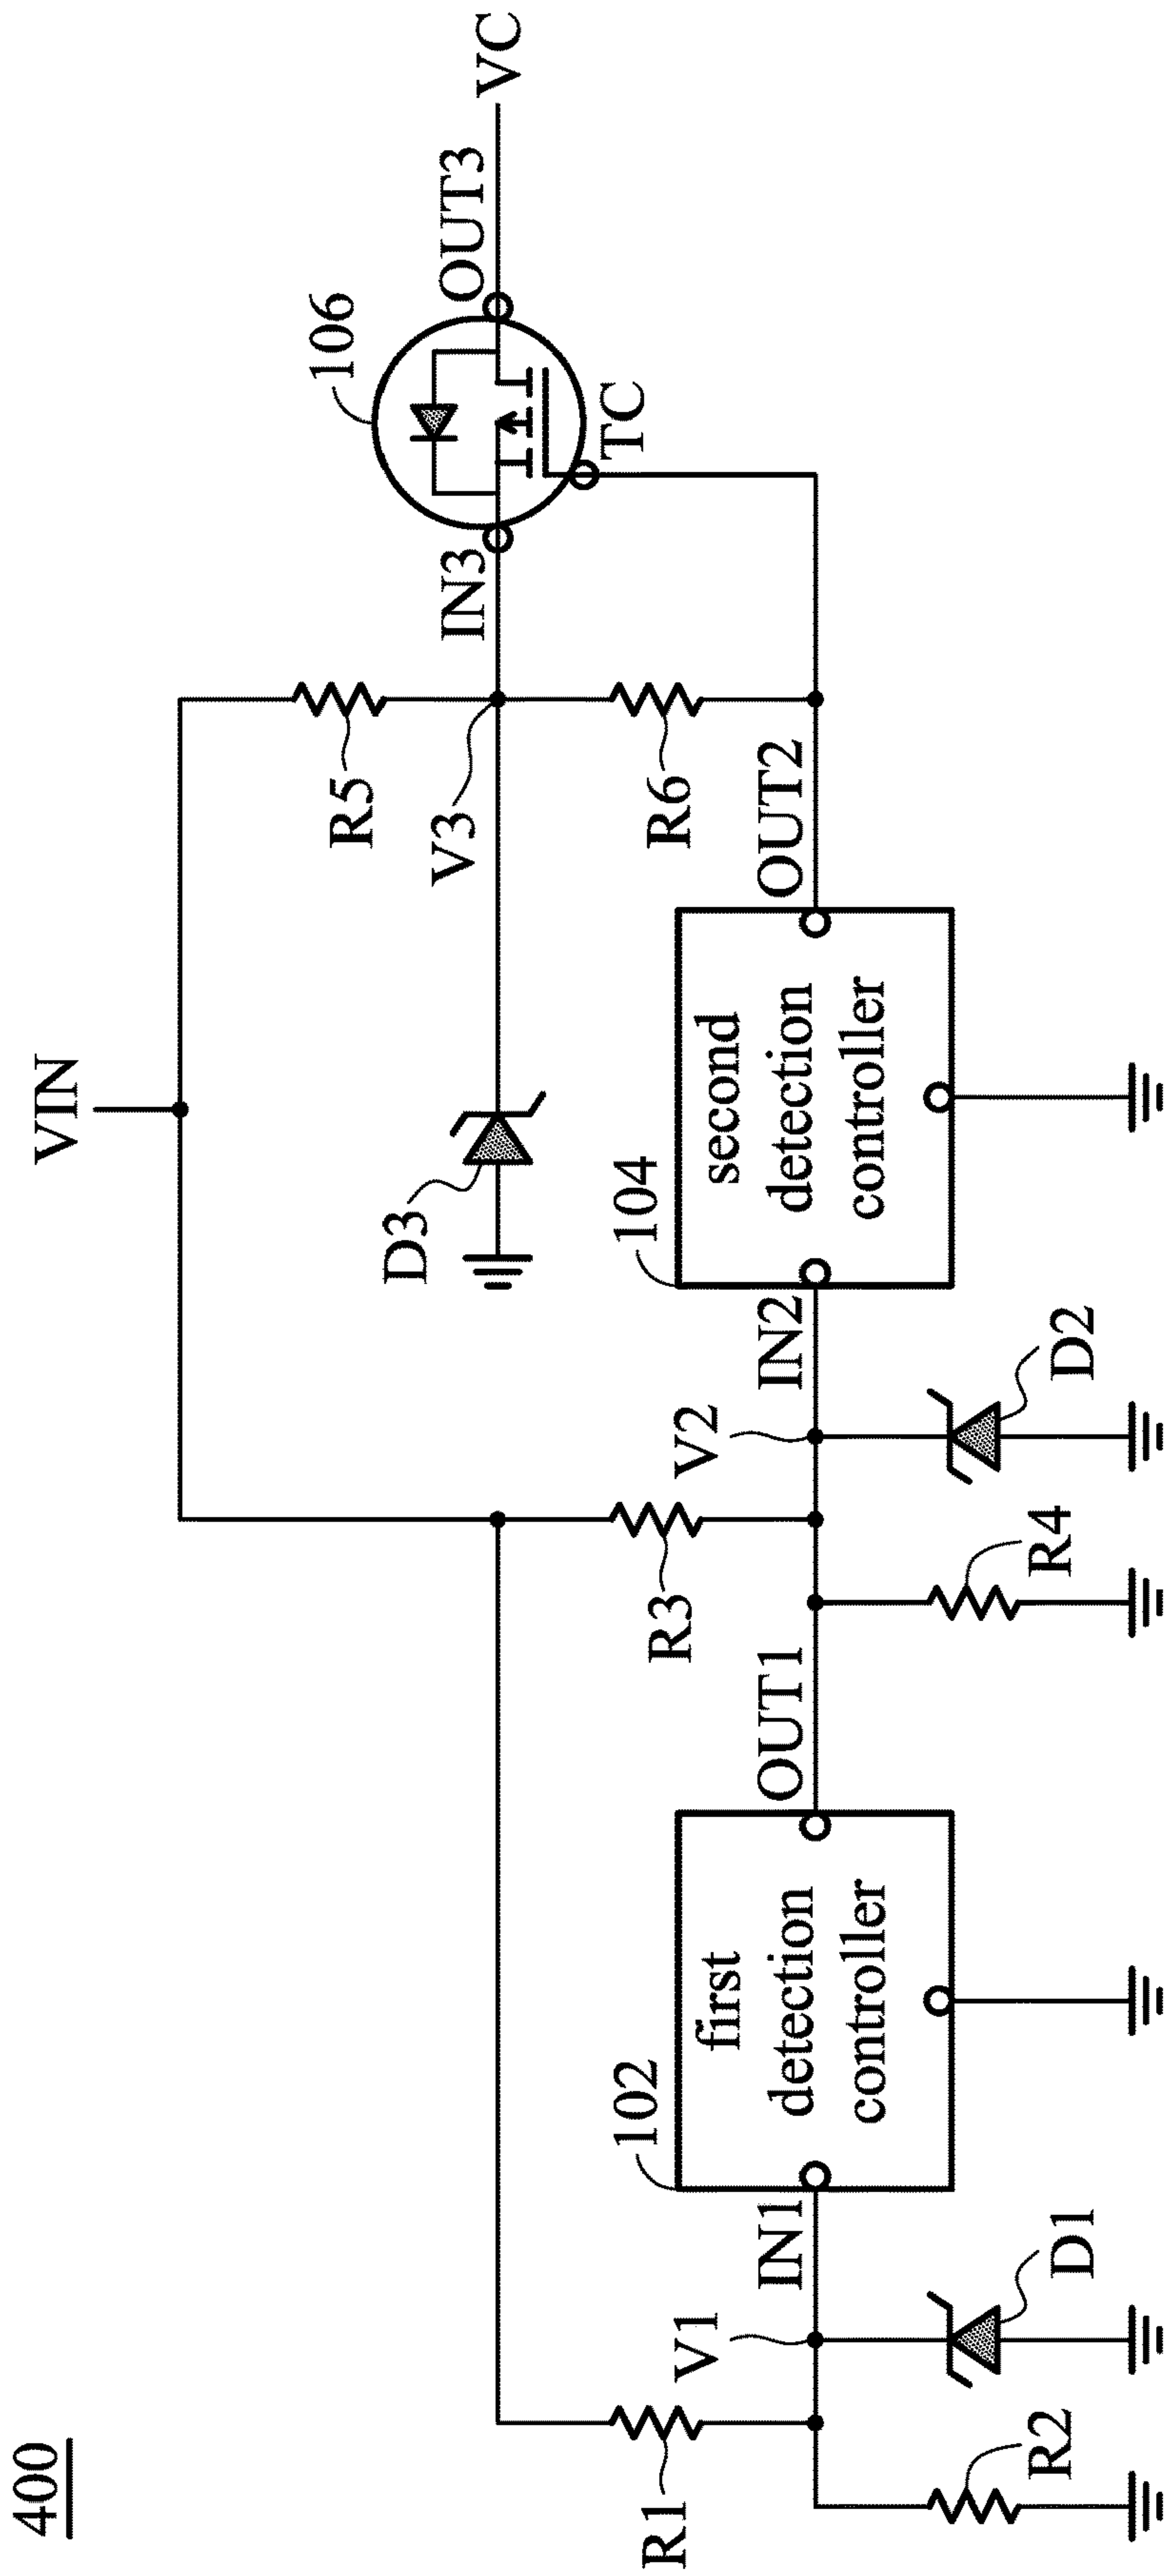 400
VIN
106
OUT3
VC
R5
IN3
TC
D3
V3
R6
R1
V1
IN1
102
first
detection
controller
OUT1
R3
V2
IN2
104
second
detection
controller
OUT2
R2
D1
R4
D2